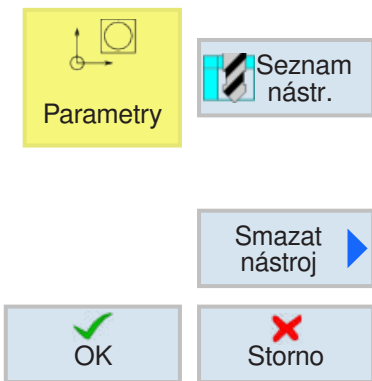 Parametry
Seznam
nástr.
Smazat
nástroj
OK
Storno